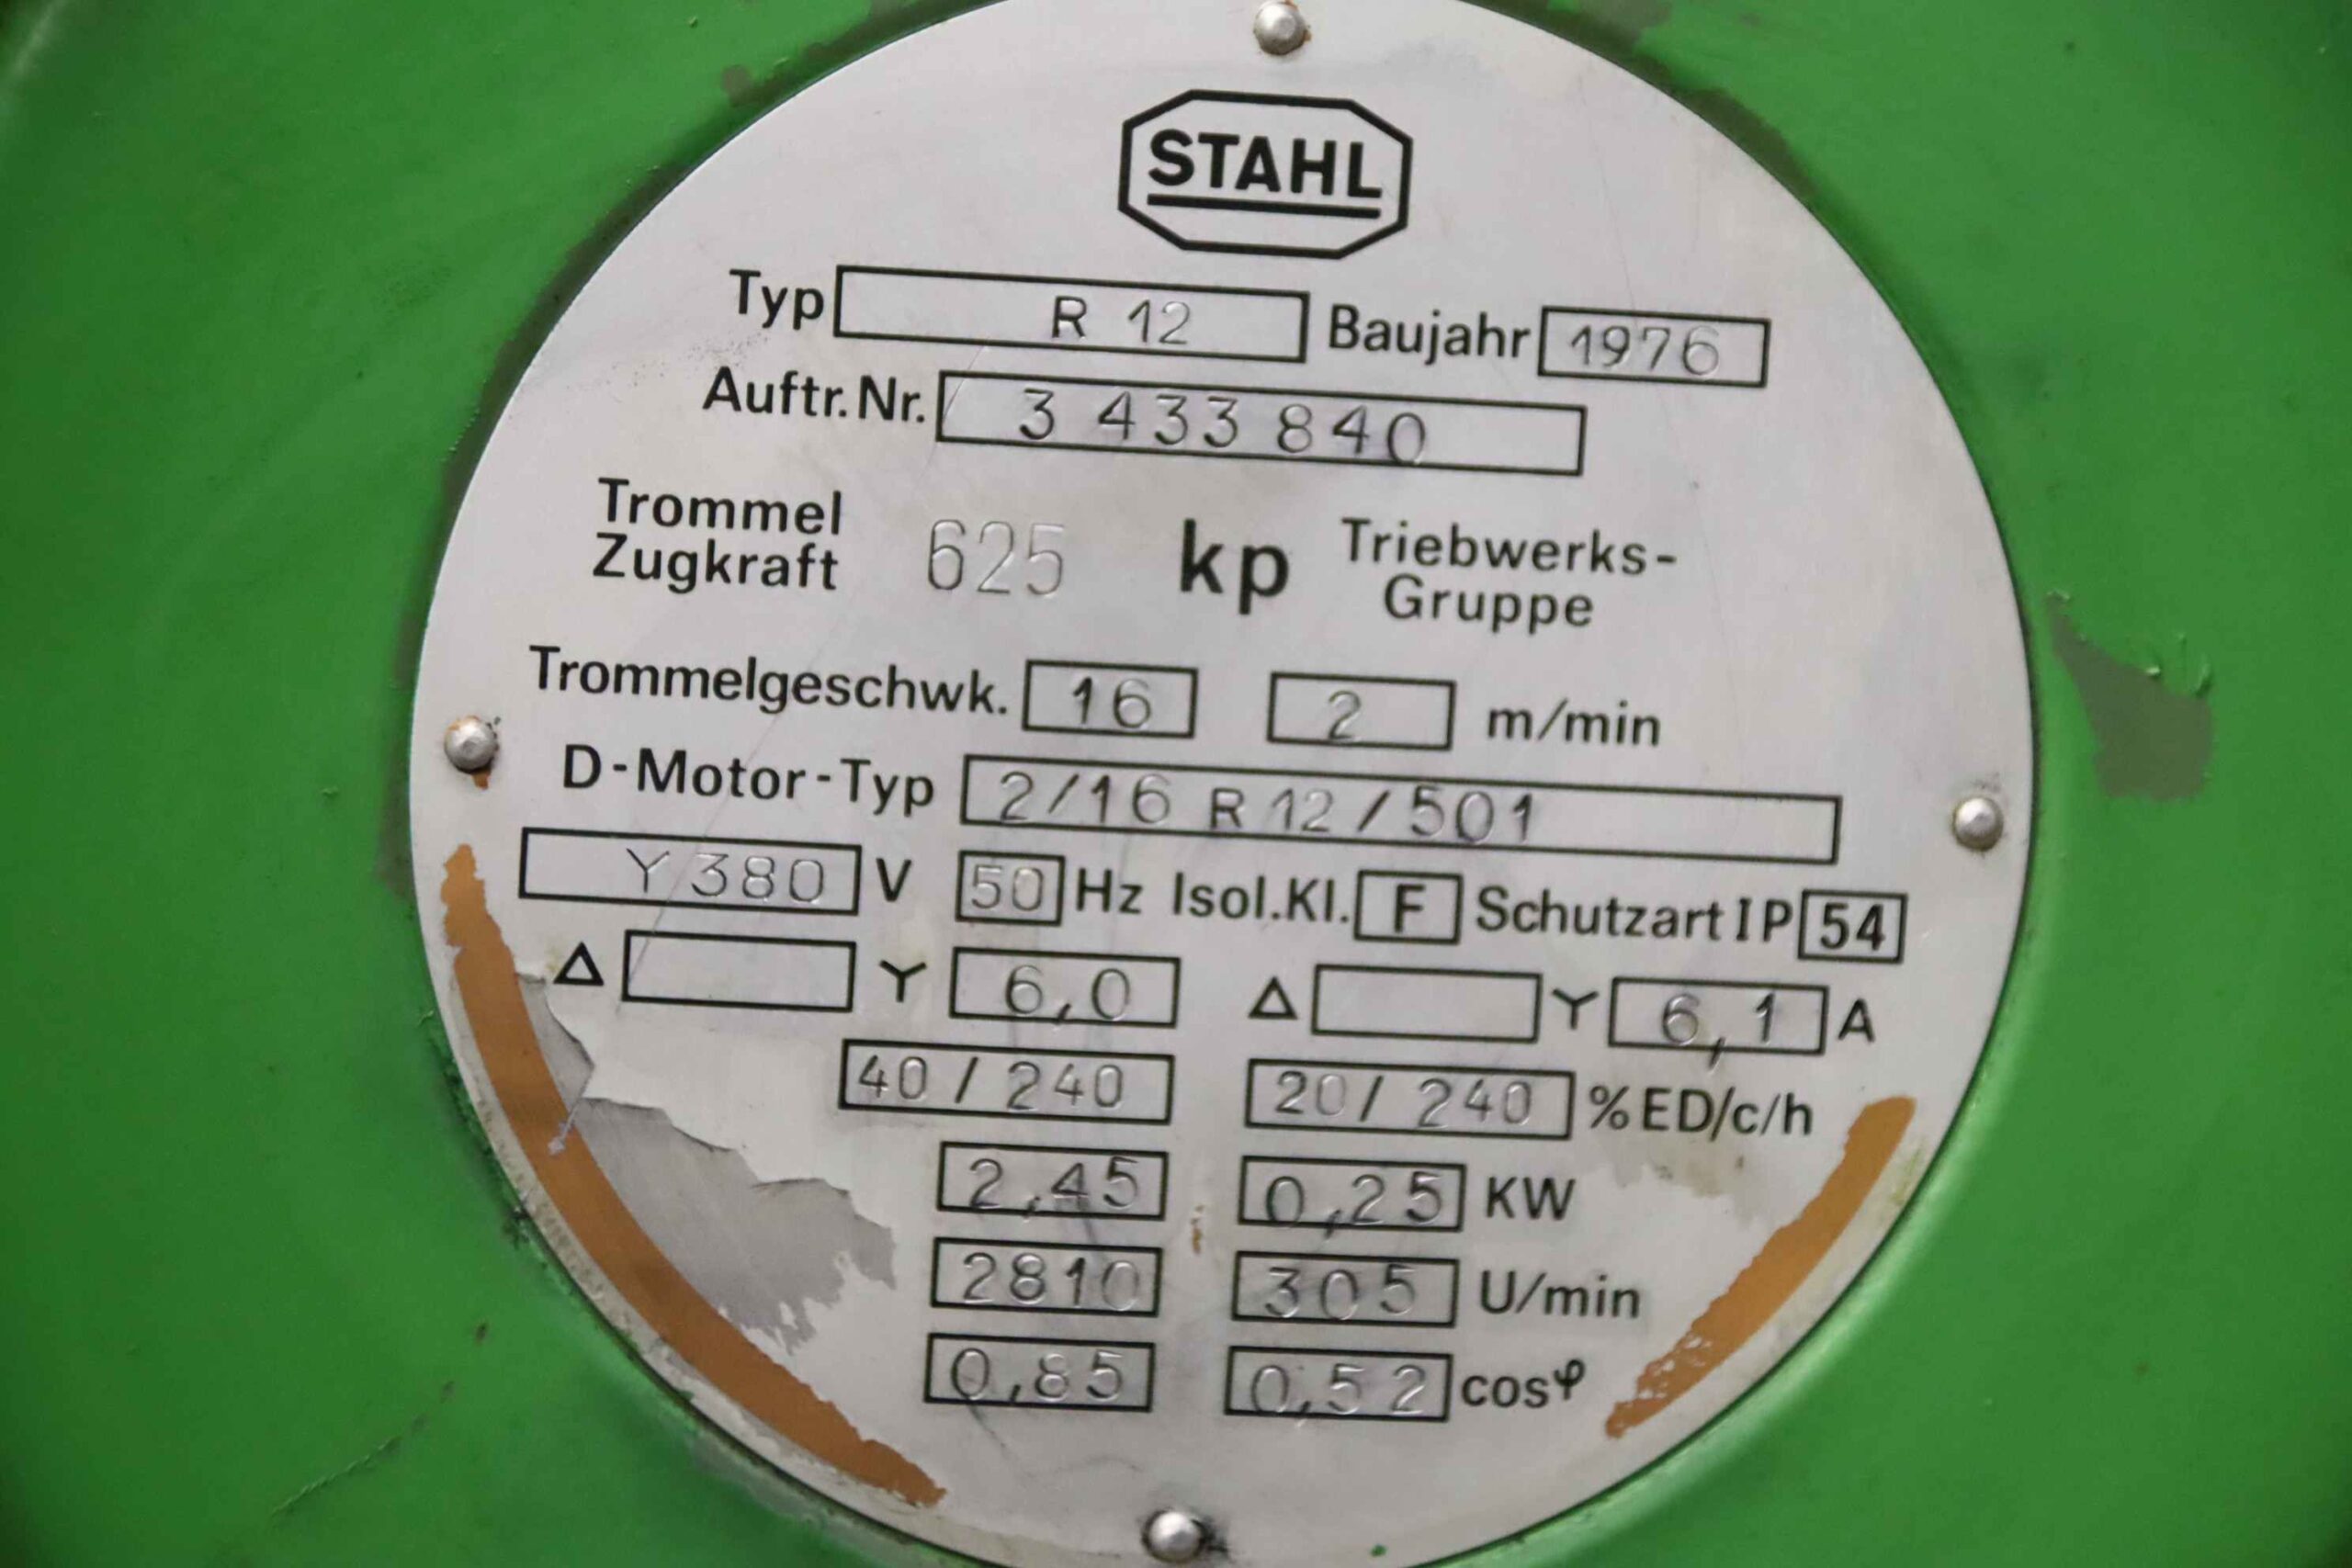 STAHL
Typ R 12 Baujahr 1976
Auftr. Nr. 3 433 840
Trommel Zugkraft 625 kp Triebwerks-Gruppe
Trommelgeschwk. 16 2 m/min
D-Motor-Typ 2/16 R 12 / 501
Y 380 V 50 Hz Isol.Kl. F Schutzart IP 54
Δ Y 6,0 Δ Y 6,1 A
40 / 240 20 / 240 %ED/c/h
2,45 0,25 KW
2810 305 U/min
0,85 0,52 cosφ